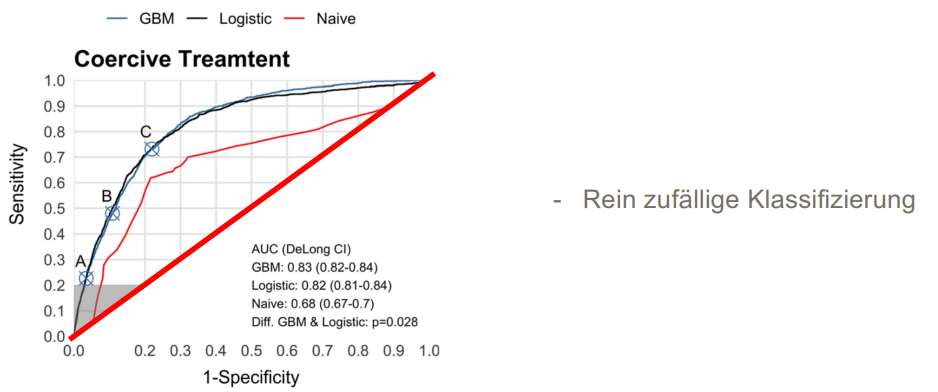 GBM Logistic Naive
Coercive Treamtent
1.0
0.9
0.8
0.7
0.6
0.5
0.4
0.3
0.2
0.1
0.0
Sensitivity
C
B
A
AUC (DeLong CI)
GBM: 0.83 (0.82-0.84)
Logistic: 0.82 (0.81-0.84)
Naive: 0.68 (0.67-0.7)
Diff. GBM & Logistic: p=0.028
0.0 0.2 0.3 0.4 0.5 0.6 0.7 0.8 0.9 1.0
1-Specificity
- Rein zufällige Klassifizierung